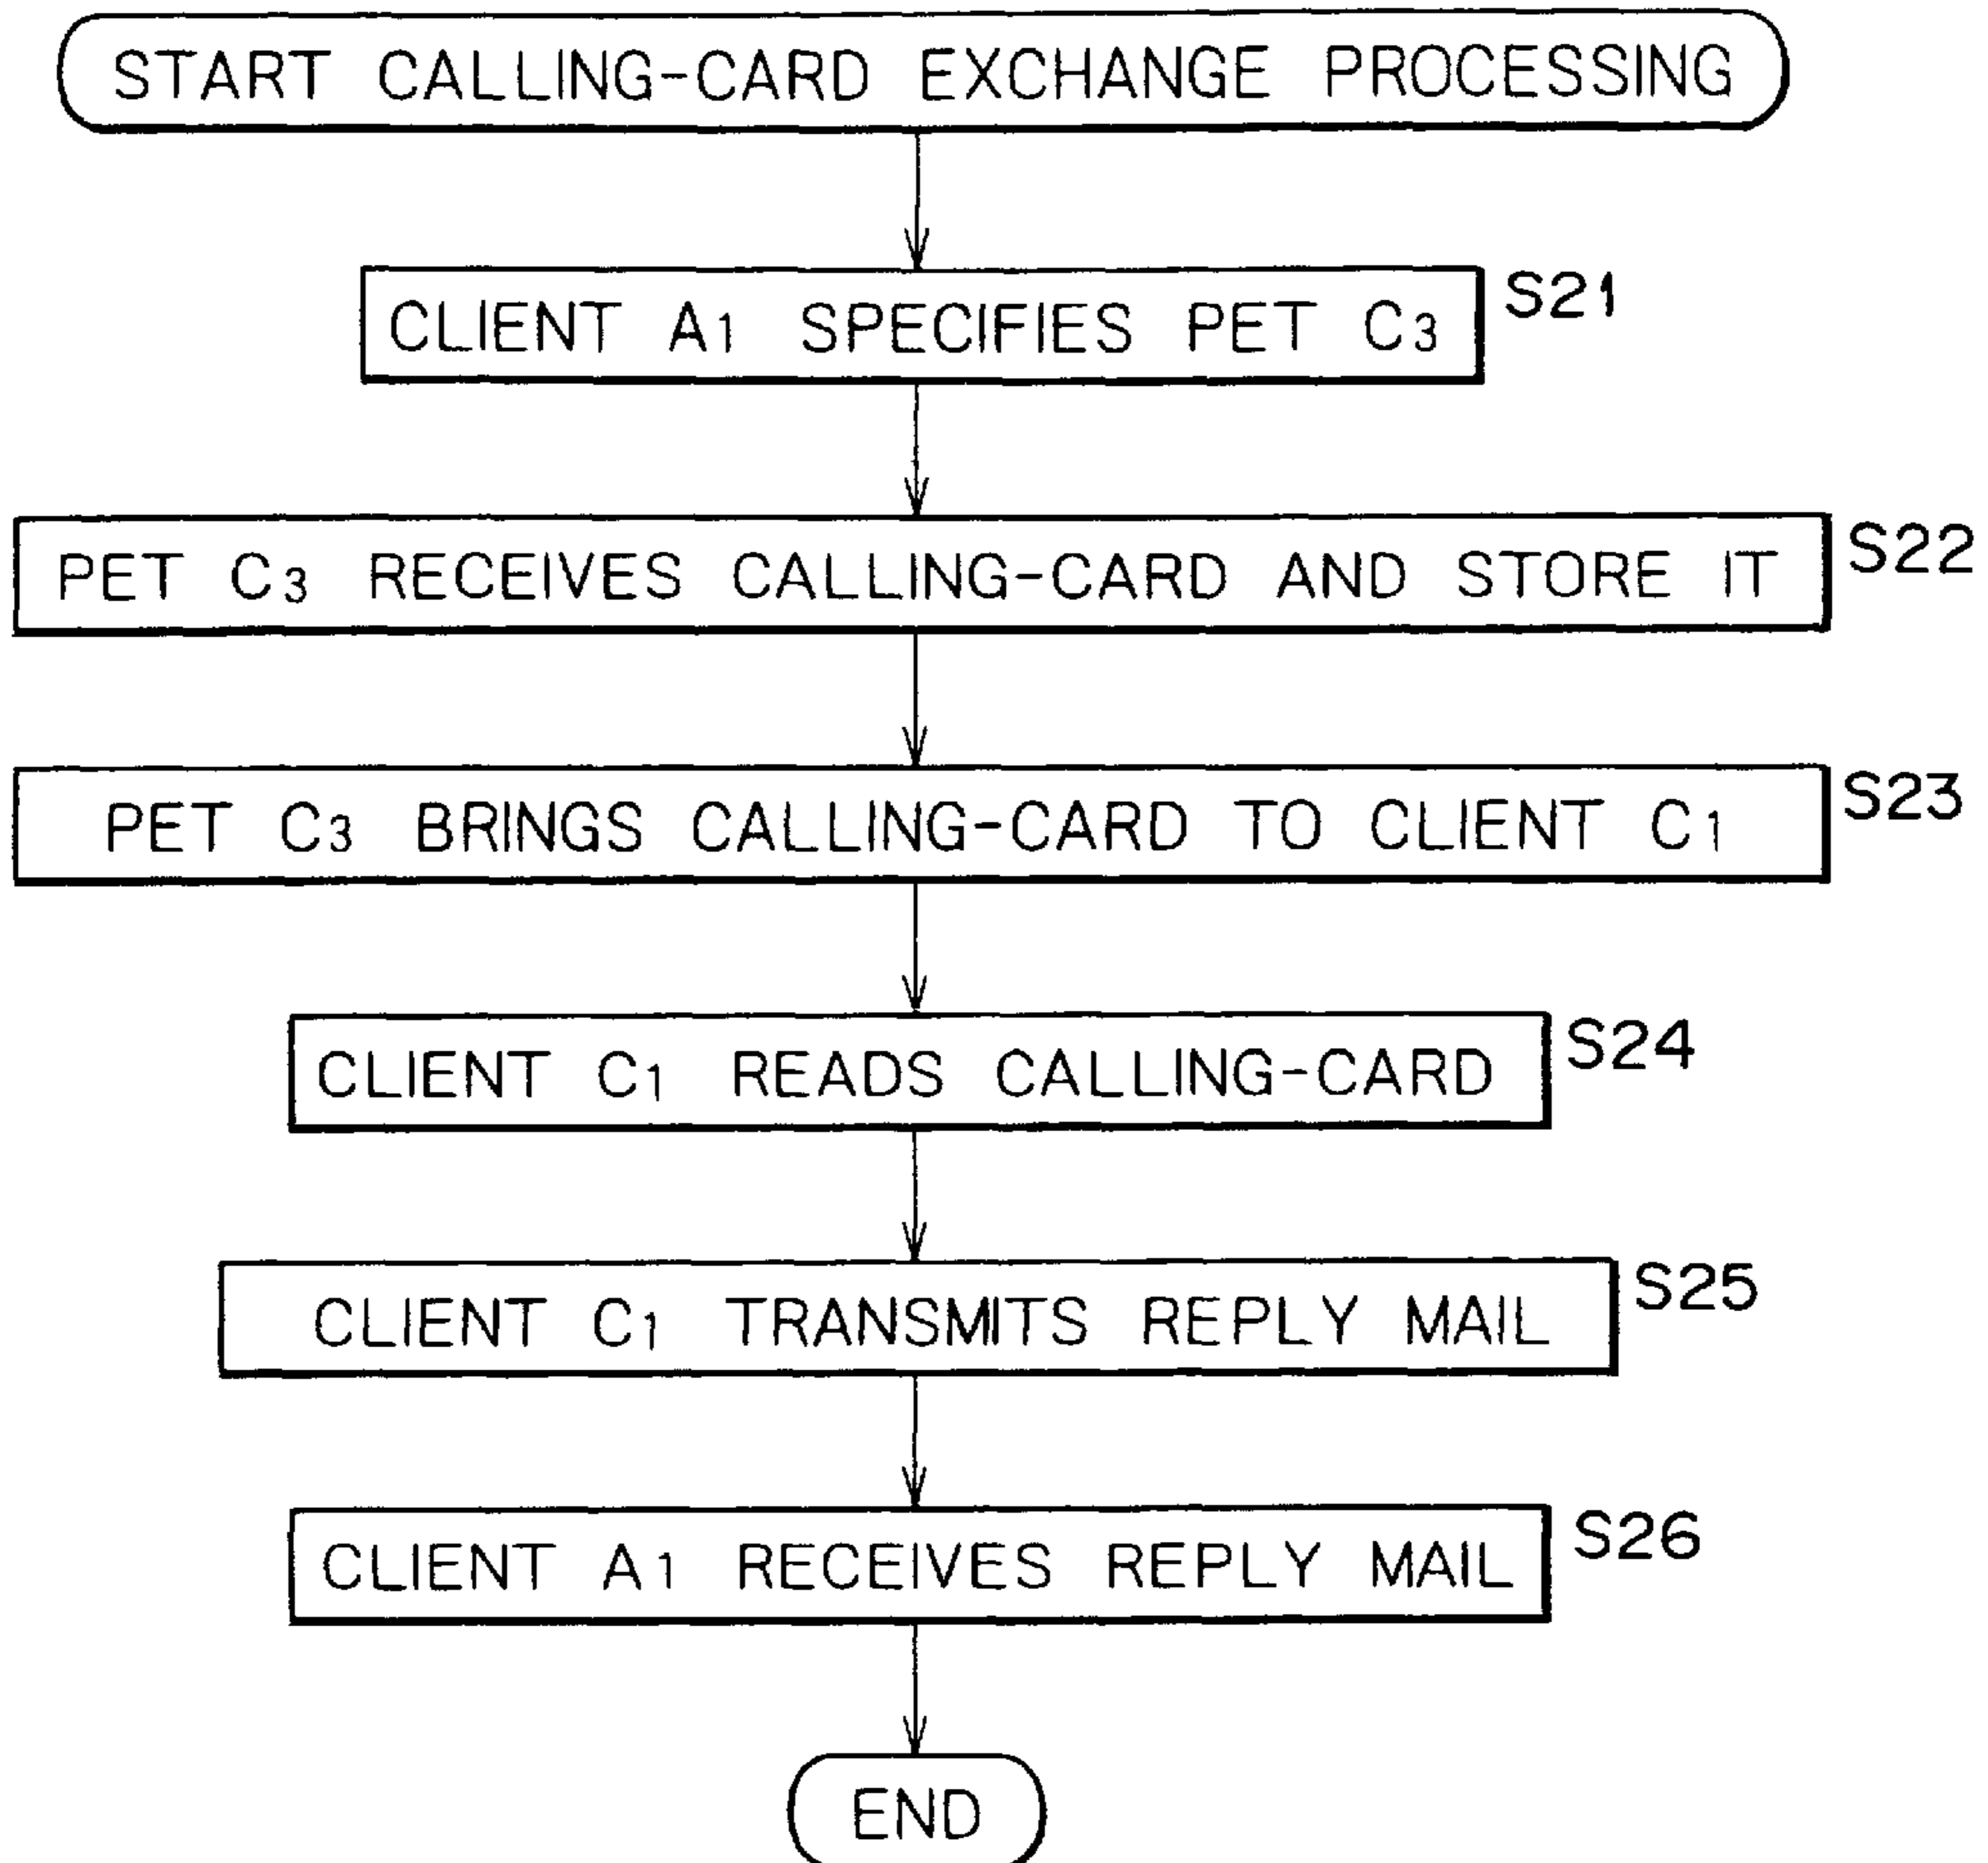 START CALLING-CARD EXCHANGE PROCESSING
CLIENT A1 SPECIFIES PET C3
S21
PET C3 RECEIVES CALLING-CARD AND STORE IT
S22
PET C3 BRINGS CALLING-CARD TO CLIENT C1
S23
CLIENT C1 READS CALLING-CARD
S24
CLIENT C1 TRANSMITS REPLY MAIL
S25
CLIENT A1 RECEIVES REPLY MAIL
S26
END